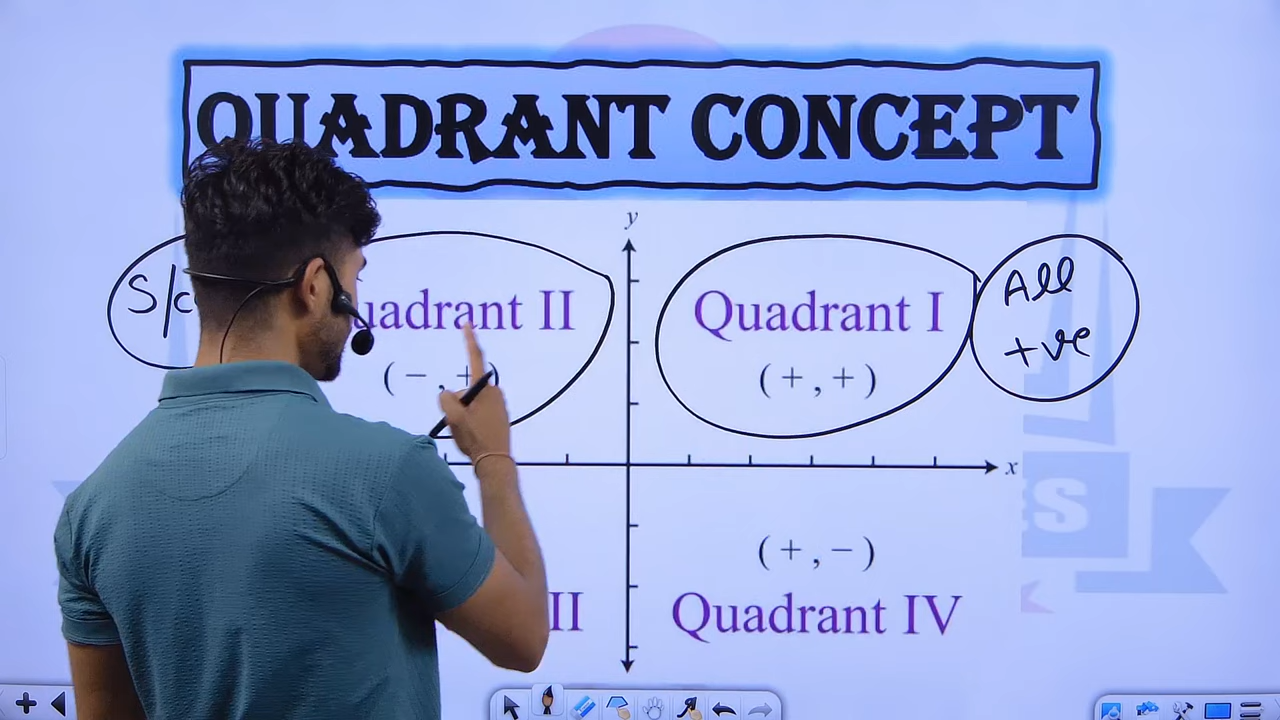 QUADRANT CONCEPT
y
All
+ve
Quadrant I
(+,+)
uadrant II
(-,+)
S/c
x
(+,-)
II
Quadrant IV